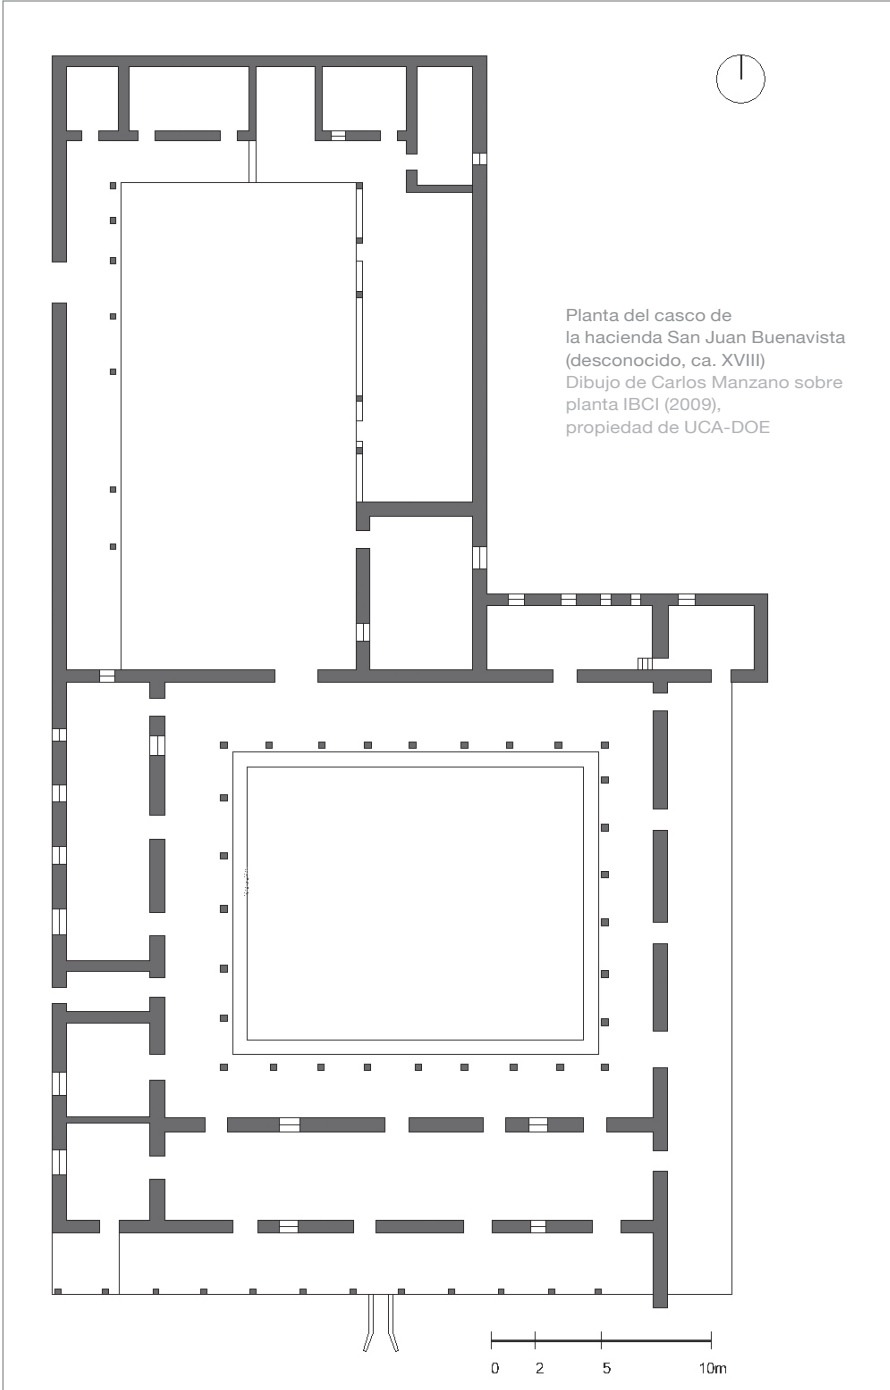 Planta del casco de
la hacienda San Juan Buenavista
(desconocido, ca. XVIII)
Dibujo de Carlos Manzano sobre
planta IBCI (2009),
propiedad de UCA-DOE
0 2 5 10m